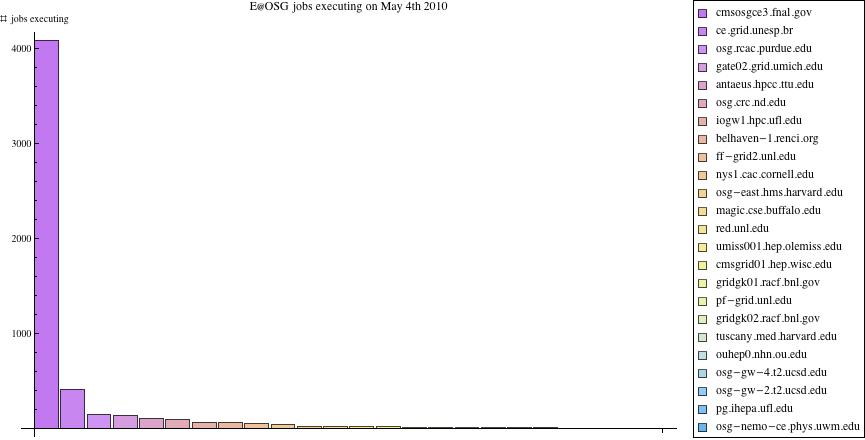 E@OSG jobs executing on May 4th 2010
# jobs executing
4000
3000
2000
1000
cmsosgce3.fnal.gov
ce.grid.unesp.br
osg.rcac.purdue.edu
gate02.grid.umich.edu
antaeus.hpcc.ttu.edu
osg.crc.nd.edu
iogw1.hpc.ufl.edu
belhaven−1.renci.org
ff−grid2.unl.edu
nys1.cac.cornell.edu
osg−east.hms.harvard.edu
magic.cse.buffalo.edu
red.unl.edu
umiss001.hep.olemiss.edu
cmsgrid01.hep.wisc.edu
gridgk01.racf.bnl.gov
pf−grid.unl.edu
gridgk02.racf.bnl.gov
tuscany.med.harvard.edu
ouhep0.nhn.ou.edu
osg−gw−4.t2.ucsd.edu
osg−gw−2.t2.ucsd.edu
pg.ihepa.ufl.edu
osg−nemo−ce.phys.uwm.edu